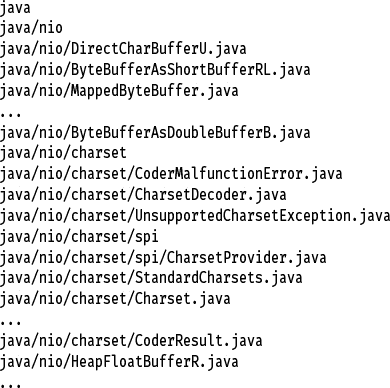 java
java/nio
java/nio/DirectCharBufferU.java
java/nio/ByteBufferAsShortBufferRL.java
java/nio/MappedByteBuffer.java
...
java/nio/ByteBufferAsDoubleBufferB.java
java/nio/charset
java/nio/charset/CoderMalfunctionError.java
java/nio/charset/CharsetDecoder.java
java/nio/charset/UnsupportedCharsetException.java
java/nio/charset/spi
java/nio/charset/spi/CharsetProvider.java
java/nio/charset/StandardCharsets.java
java/nio/charset/Charset.java
...
java/nio/charset/CoderResult.java
java/nio/HeapFloatBufferR.java
...